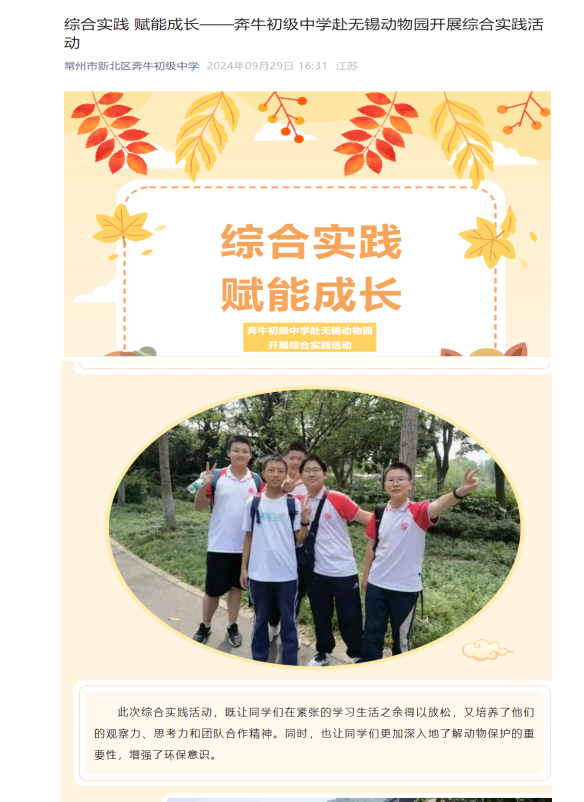 综合实践 赋能成长——奔牛初级中学赴无锡动物园开展综合实践活
动
常州市新北区奔牛初级中学 2024年09月29日 16:31 江苏
综合实践
赋能成长
奔牛初级中学赴无锡动物园
开展综合实践活动
此次综合实践活动，既让同学们在紧张的学习生活之余得以放松，又培养了他们
的观察力、思考力和团队合作精神。同时，也让同学们更加深入地了解动物保护的重
要性，增强了环保意识。